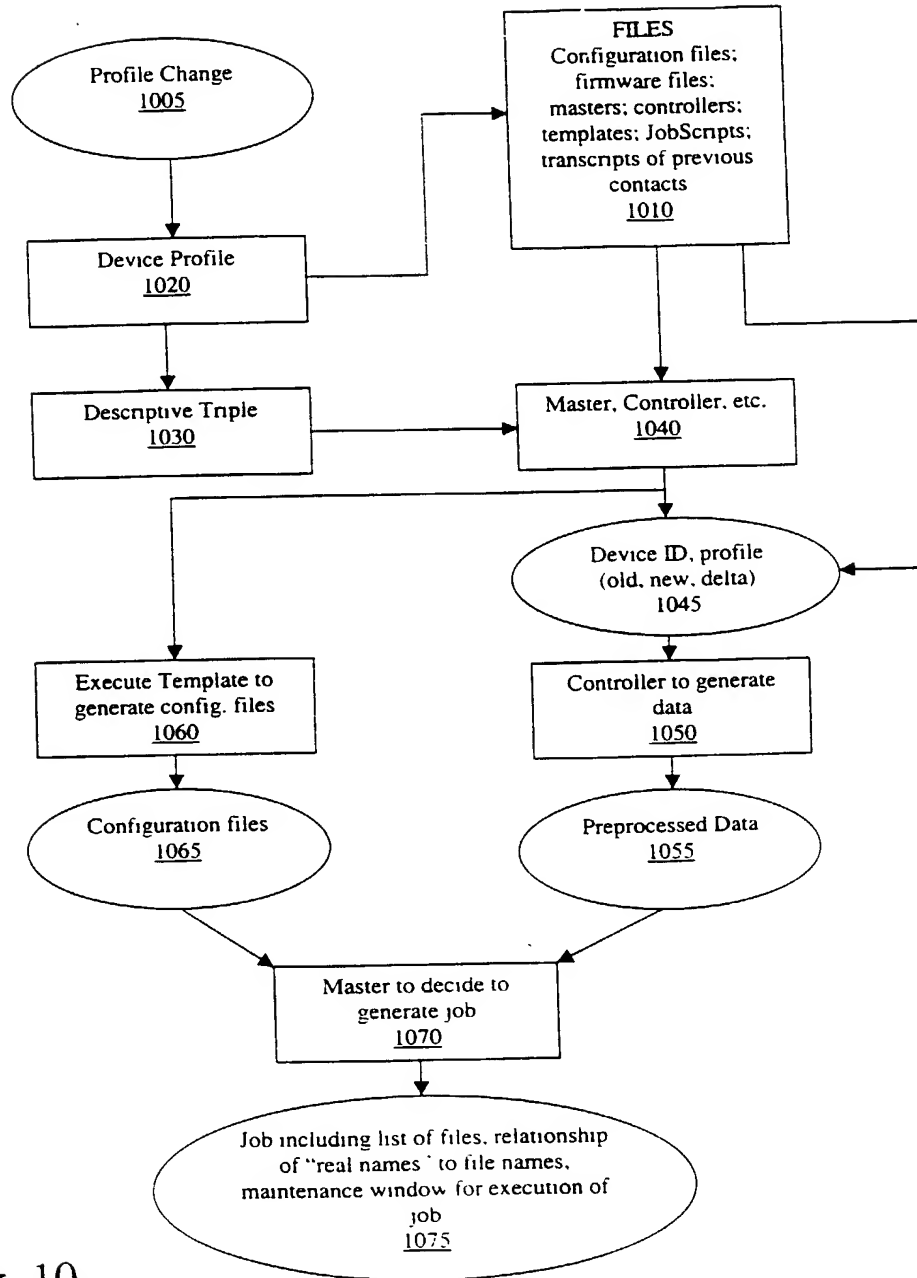 Profile Change
1005
FILES
Configuration files;
firmware files;
masters; controllers;
templates; JobScripts;
transcripts of previous
contacts
1010
Device Profile
1020
Descriptive Triple
1030
Master, Controller, etc.
1040
Device ID, profile
(old, new, delta)
1045
Execute Template to
generate config. files
1060
Controller to generate
data
1050
Configuration files
1065
Preprocessed Data
1055
Master to decide to
generate job
1070
Job including list of files, relationship
of "real names' to file names,
maintenance window for execution of
job
1075
10